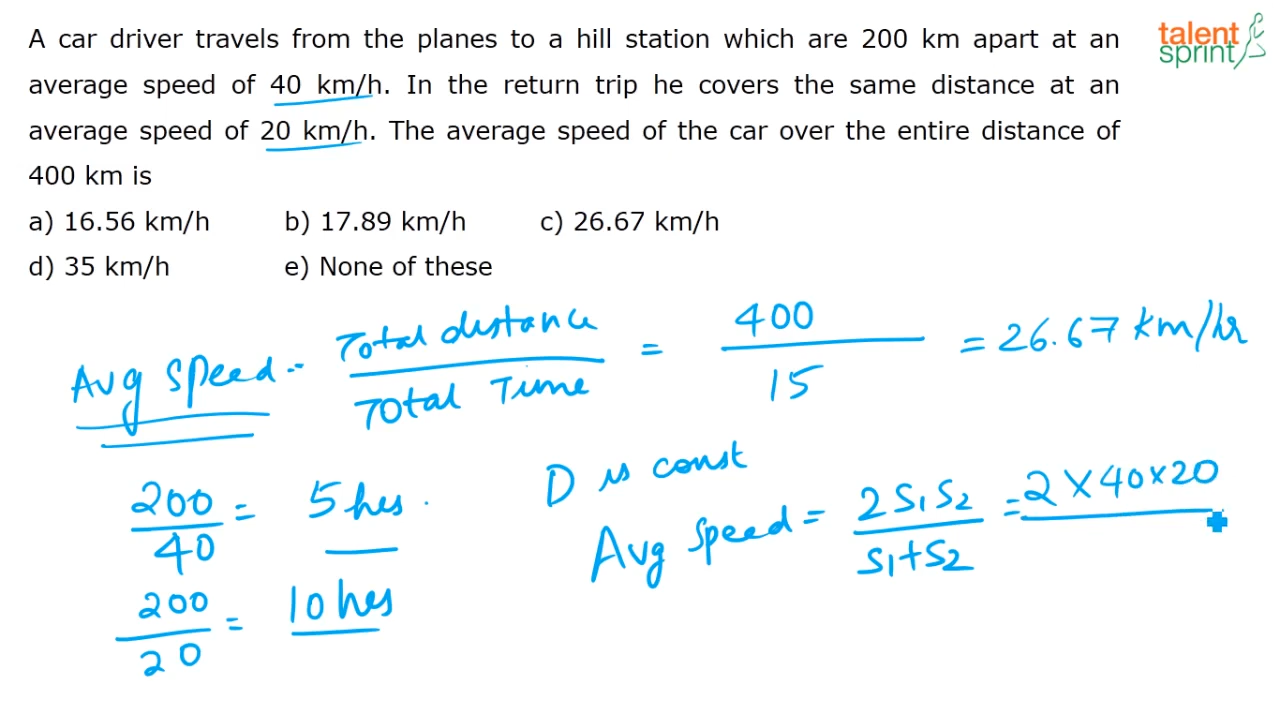 A car driver travels from the planes to a hill station which are 200 km apart at an
average speed of 40 km/h. In the return trip he covers the same distance at an
average speed of 20 km/h. The average speed of the car over the entire distance of
400 km is
a) 16.56 km/h b) 17.89 km/h c) 26.67 km/h
d) 35 km/h e) None of these
talent
sprint
Avg Speed = Total distance / Total Time = 400 / 15 = 26.67 km/hr
200 / 40 = 5 hrs.
200 / 20 = 10 hrs
D is const
Avg Speed = 2 S1 S2 / S1+S2 = 2 X 40 x 20